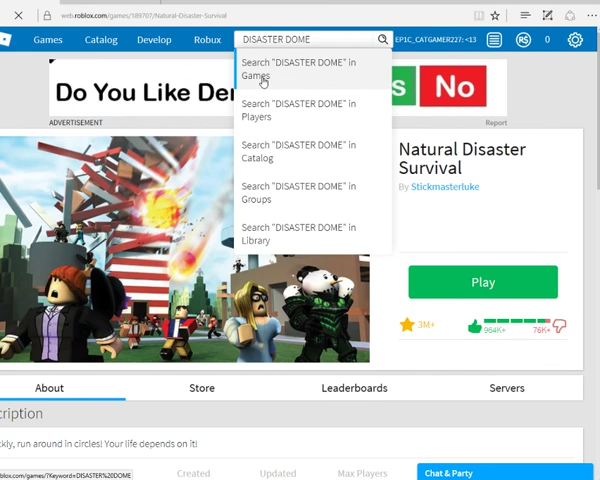 web.roblox.com/games/189707/Natural-Disaster-Survival
Games Catalog Develop Robux DISASTER DOME EP1C_CATGAMER227: <13 R$ 0
Search "DISASTER DOME" in
Games
Search "DISASTER DOME" in
Players
Search "DISASTER DOME" in
Catalog
Search "DISASTER DOME" in
Groups
Search "DISASTER DOME" in
Library
Do You Like De
s No
ADVERTISEMENT Report
Natural Disaster
Survival
By Stickmasterluke
Play
3M+ 964K+ 76K+
About Store Leaderboards Servers
cription
ckly, run around in circles! Your life depends on it!
Created Updated Max Players
blox.com/games/?Keyword=DISASTER%20DOME
Chat & Party